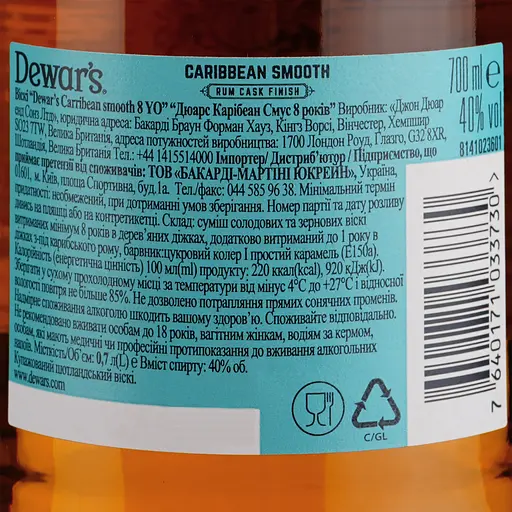 Dewar's.
CARIBBEAN SMOOTH
RUM CASK FINISH
700 ml e
40% vol
8141023601
Віскі "Dewar's Carribean smooth 8 YO" "Дюарс Карібеан Смус 8 років" Виробник: «Джон Дюар
енд Сонз Лтд», юридична адреса: Бакарді Браун Форман Хауз, Кінгз Ворсі, Вінчестер, Хемпшир
SO23 7TW, Велика Британія, адреса потужностей виробництва: 1700 Лондон Роуд, Глазго, G32 8XR,
Шотландія, Велика Британія Тел.: +44 1415514000 Імпортер/ Дистриб'ютор / Підприємство, що
приймає претензії від споживачів: ТОВ «БАКАРДІ-МАРТІНІ ЮКРЕЙН», Україна,
01601, м. Київ, площа Спортивна, буд.1а. Тел./факс: 044 585 96 38. Мінімальний термін
придатності: необмежений, при дотриманні умов зберігання. Номер партії та дату розливу
дивись на пляшці або на контретикетці. Склад: суміш солодових та зернових віскі
витриманих мінімум 8 років в дерев'яних діжках, додатково витриманий до 1 року в
діжках з-під карибського рому, барвник:цукровий колер I простий карамель (E150a).
Калорійність (енергетична цінність) 100 мл(ml) продукту: 220 ккал(kcal), 920 кДж(kJ).
Зберігати у сухому прохолодному місці за температури від мінус 4°C до +27°C і відносної
вологості повітря не більше 85%. Не дозволено потрапляння прямих сонячних променів.
Надмірне споживання алкоголю шкодить вашому здоров'ю. Споживайте відповідально.
Не рекомендовано вживати особам до 18 років, вагітним жінкам, водіям за кермом,
особам, які мають медичні чи професійні протипоказання до вживання алкогольних
напоїв. Місткість/Об'єм: 0,7 л(L) e Вміст спирту: 40% об.
Купажований шотландський віскі.
www.dewars.com
C/GL
7 640171 033730 >